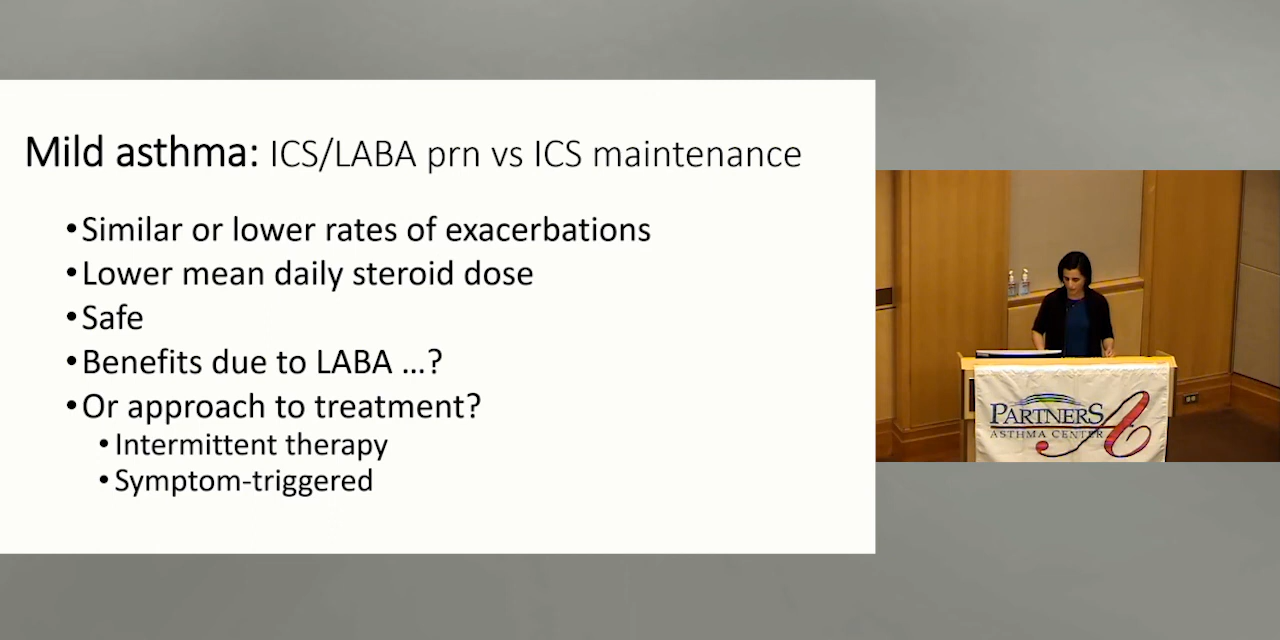 Mild asthma: ICS/LABA prn vs ICS maintenance
•Similar or lower rates of exacerbations
•Lower mean daily steroid dose
•Safe
•Benefits due to LABA ...?
•Or approach to treatment?
•Intermittent therapy
•Symptom-triggered
PARTNERS
ASTHMA CENTER
A